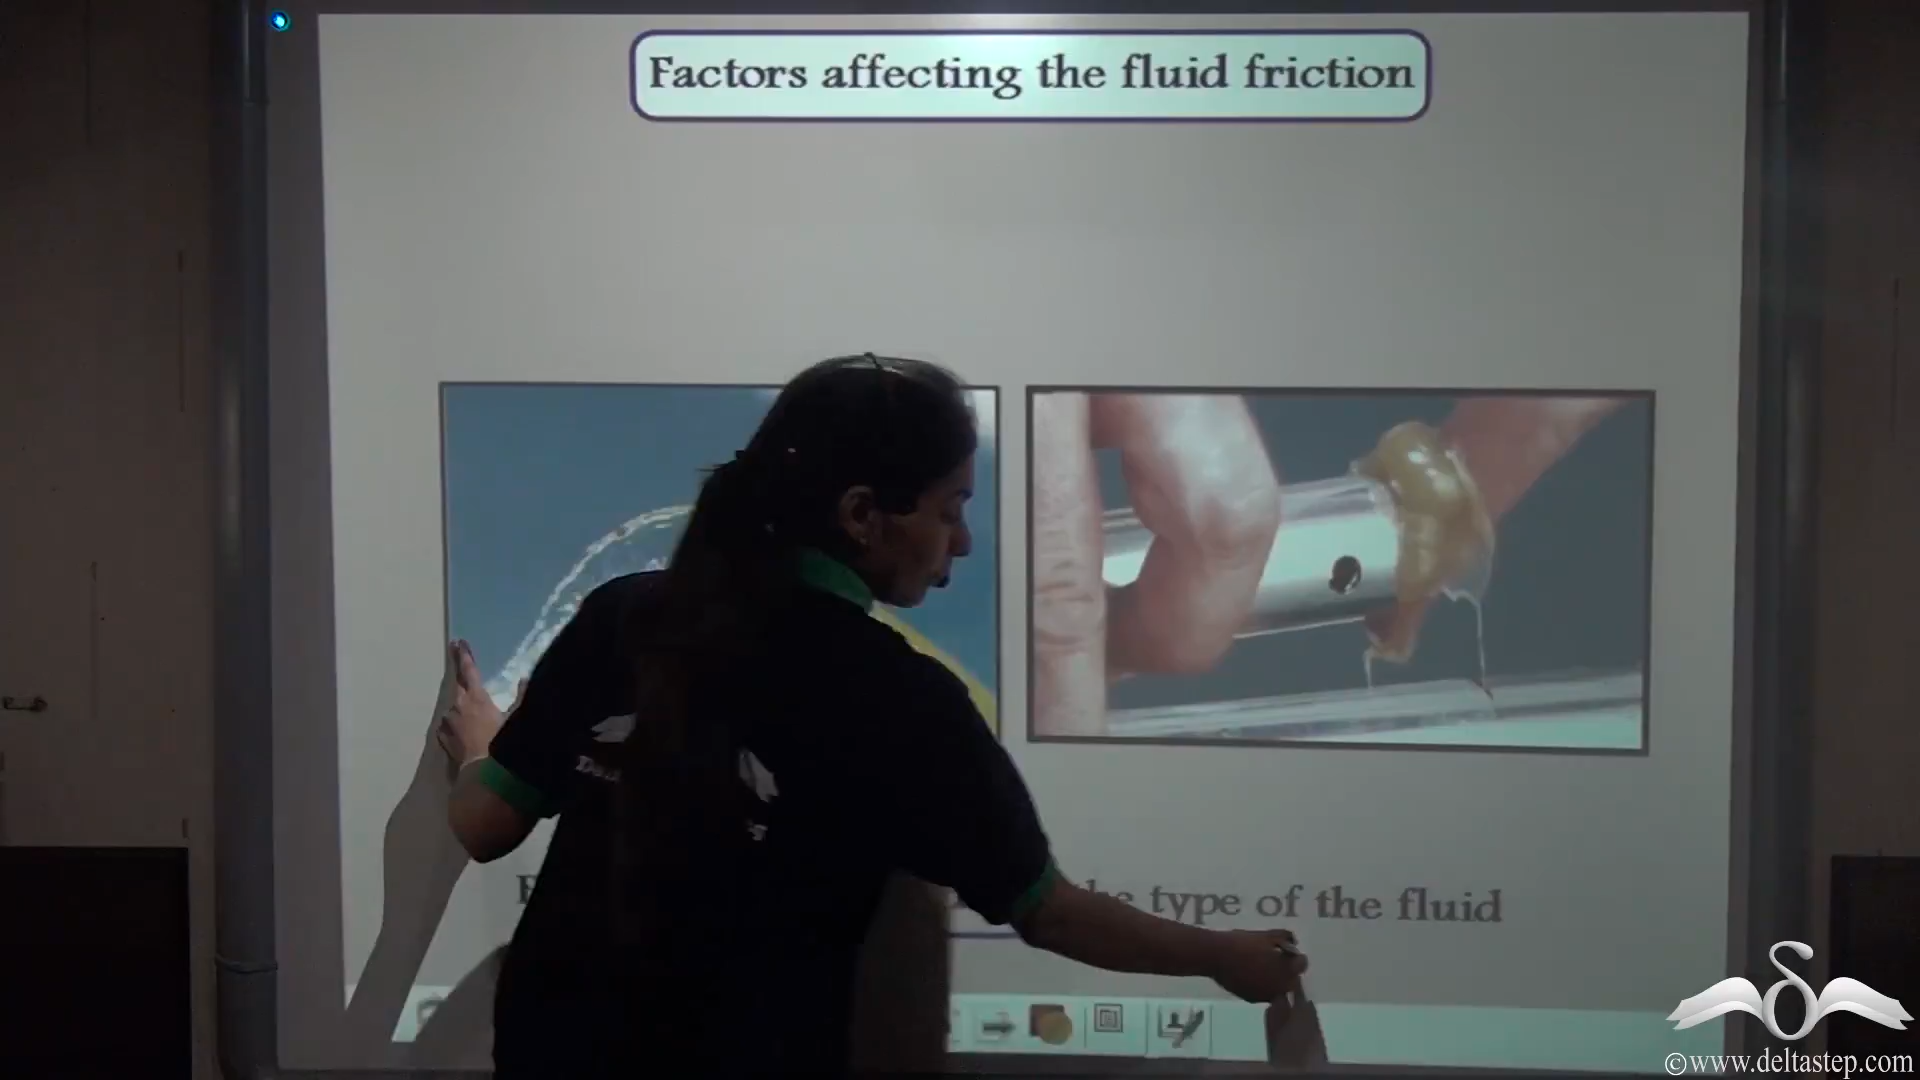 Factors affecting the fluid friction
the type of the fluid
©www.deltastep.com